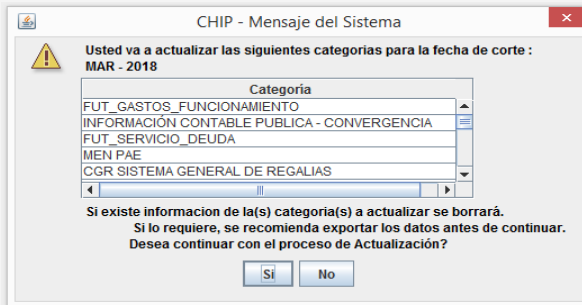 CHIP - Mensaje del Sistema
Usted va a actualizar las siguientes categorias para la fecha de corte :
MAR - 2018
Categoría
FUT_GASTOS_FUNCIONAMIENTO
INFORMACIÓN CONTABLE PUBLICA - CONVERGENCIA
FUT_SERVICIO_DEUDA
MEN PAE
CGR SISTEMA GENERAL DE REGALIAS
Si existe informacion de la(s) categoria(s) a actualizar se borrará.
Si lo requiere, se recomienda exportar los datos antes de continuar.
Desea continuar con el proceso de Actualización?
Si No